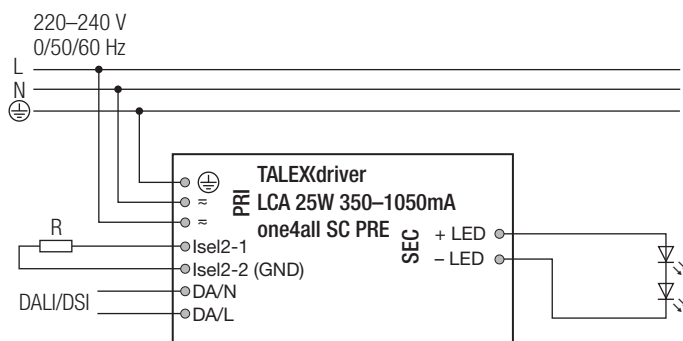 220–240 V
0/50/60 Hz
L
N
TALEXXdriver
LCA 25W 350–1050mA
one4all SC PRE
PRI
SEC
≂
≂
R
Isel2-1
Isel2-2 (GND)
DA/N
DA/L
DALI/DSI
+ LED
– LED